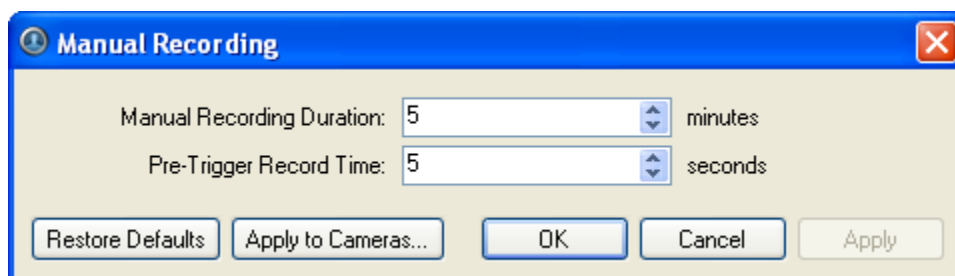 Manual Recording
Manual Recording Duration: 5 minutes
Pre-Trigger Record Time: 5 seconds
Restore Defaults Apply to Cameras... OK Cancel Apply